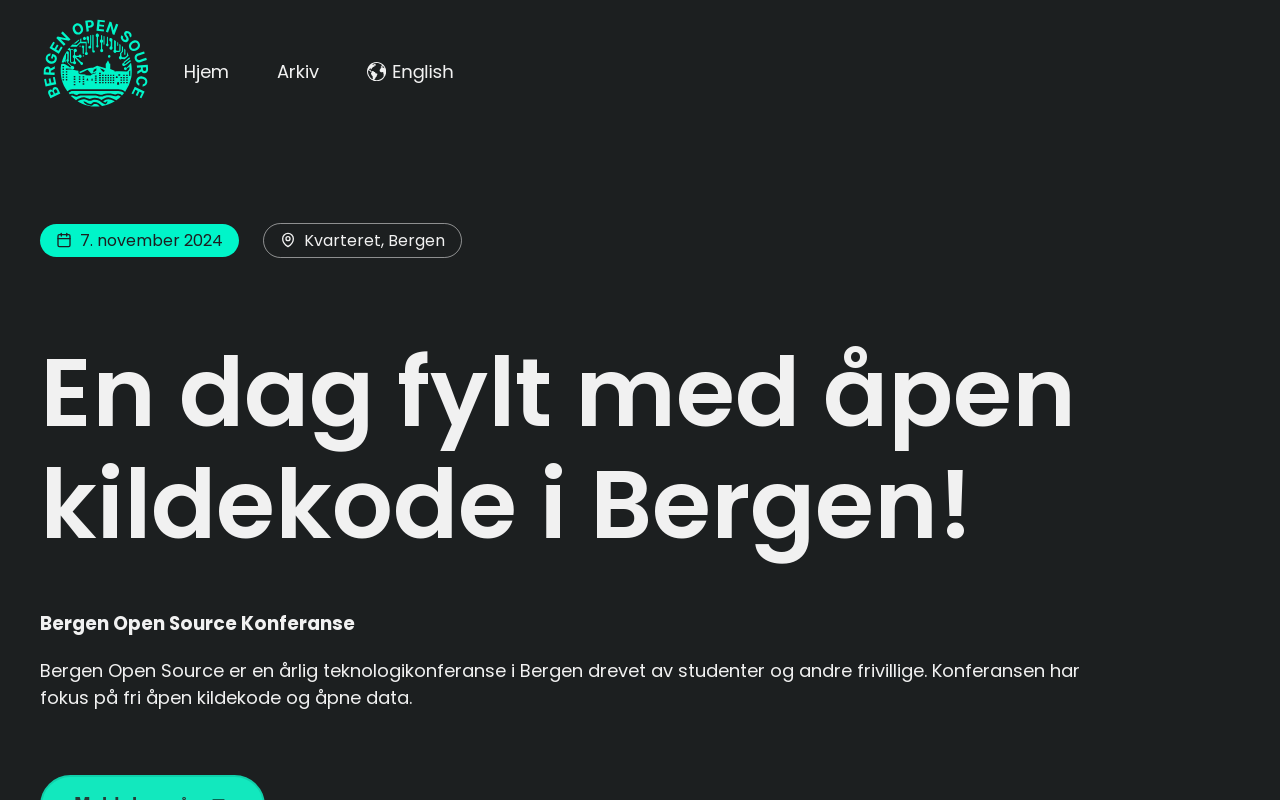 BERGEN OPEN SOURCE
Hjem
Arkiv
English
7. november 2024
Kvarteret, Bergen
En dag fylt med åpen
kildekode i Bergen!
Bergen Open Source Konferanse
Bergen Open Source er en årlig teknologikonferanse i Bergen drevet av studenter og andre frivillige. Konferansen har
fokus på fri åpen kildekode og åpne data.